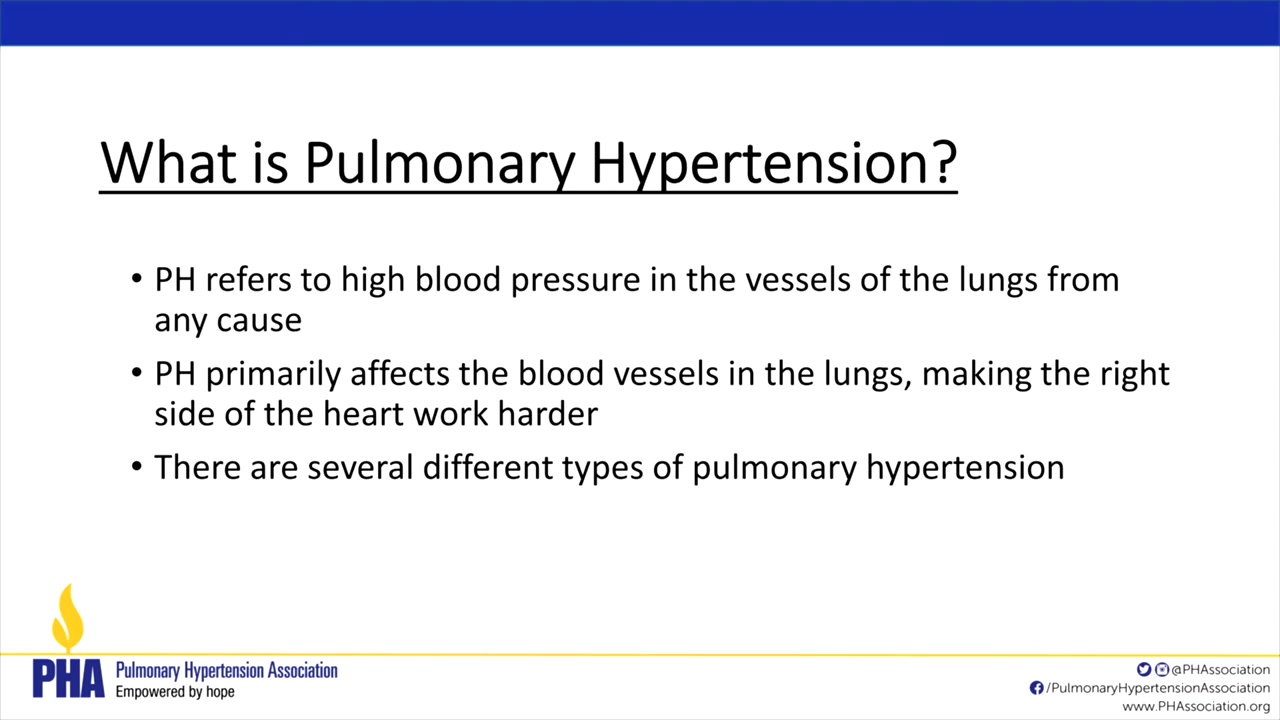 What is Pulmonary Hypertension?
• PH refers to high blood pressure in the vessels of the lungs from
any cause
• PH primarily affects the blood vessels in the lungs, making the right
side of the heart work harder
• There are several different types of pulmonary hypertension
PHA
Pulmonary Hypertension Association
Empowered by hope
@PHAssociation
/PulmonaryHypertensionAssociation
www.PHAssociation.org